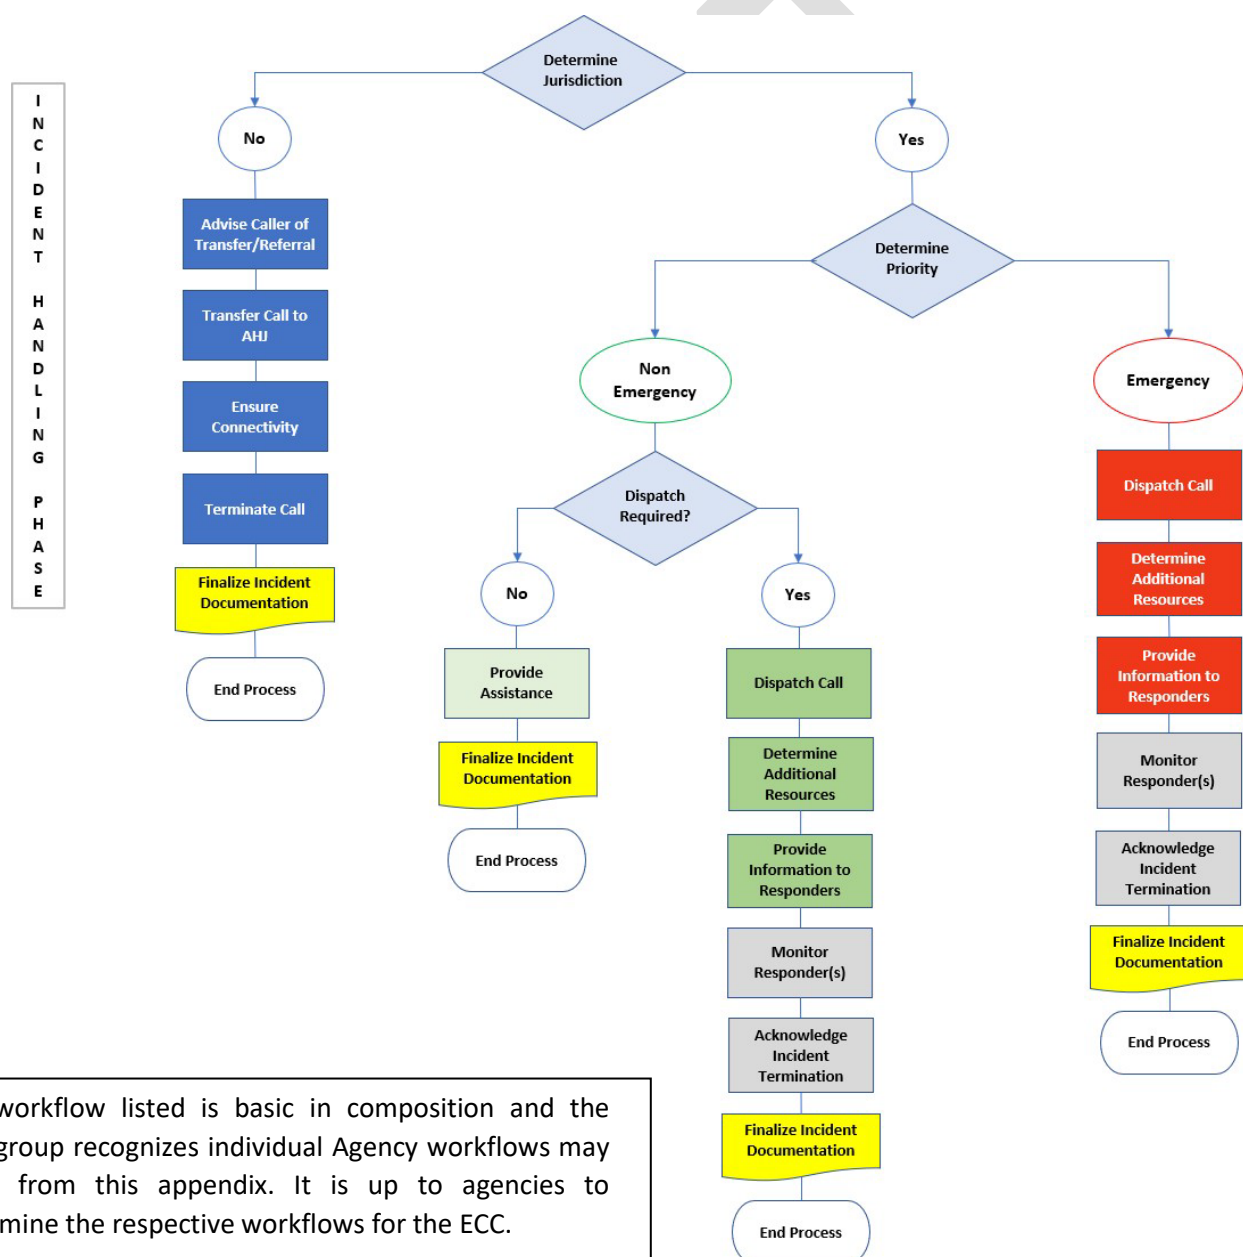 INCIDENT HANDLING PHASE
Determine
Jurisdiction
No
Yes
Advise Caller of
Transfer/Referral
Transfer Call to
AHJ
Ensure
Connectivity
Terminate Call
Finalize Incident
Documentation
End Process
Determine
Priority
Non
Emergency
Emergency
Dispatch
Required?
No
Yes
Provide
Assistance
Finalize Incident
Documentation
End Process
Dispatch Call
Determine
Additional
Resources
Provide
Information to
Responders
Monitor
Responder(s)
Acknowledge
Incident
Termination
Finalize Incident
Documentation
End Process
Dispatch Call
Determine
Additional
Resources
Provide
Information to
Responders
Monitor
Responder(s)
Acknowledge
Incident
Termination
Finalize Incident
Documentation
End Process
workflow listed is basic in composition and the
group recognizes individual Agency workflows may
from this appendix. It is up to agencies to
mine the respective workflows for the ECC.